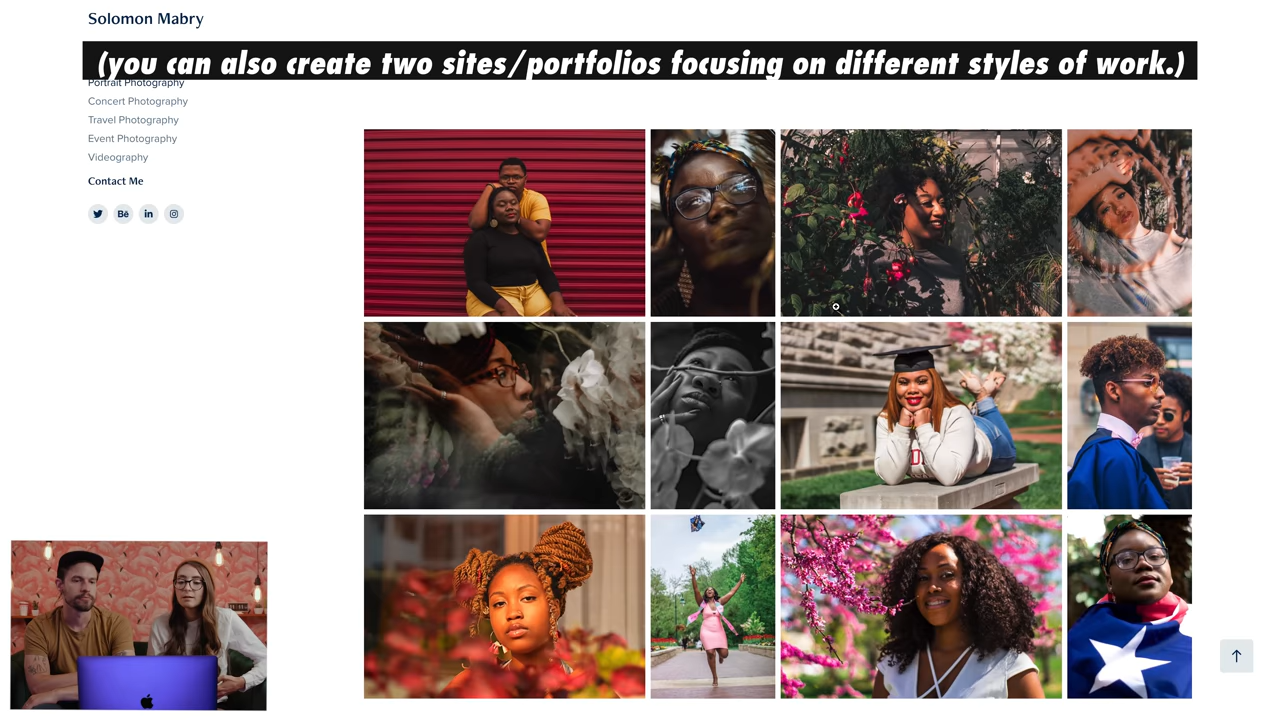 Solomon Mabry
(you can also create two sites/portfolios focusing on different styles of work.)
Portrait Photography
Concert Photography
Travel Photography
Event Photography
Videography
Contact Me
Bē in